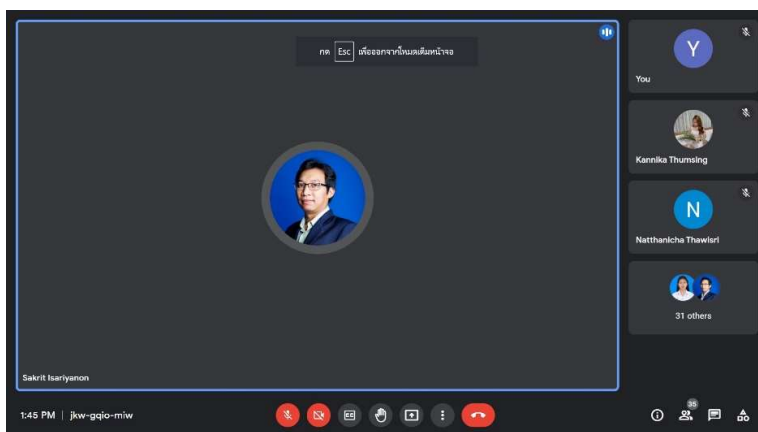 กด Esc เพื่อออกจากโหมดเต็มหน้าจอ
Y
You
Kannika Thumsing
N
Natthanicha Thawisri
31 others
Sakrit Isariyanon
1:45 PM | jkw-gqio-miw
CC
35